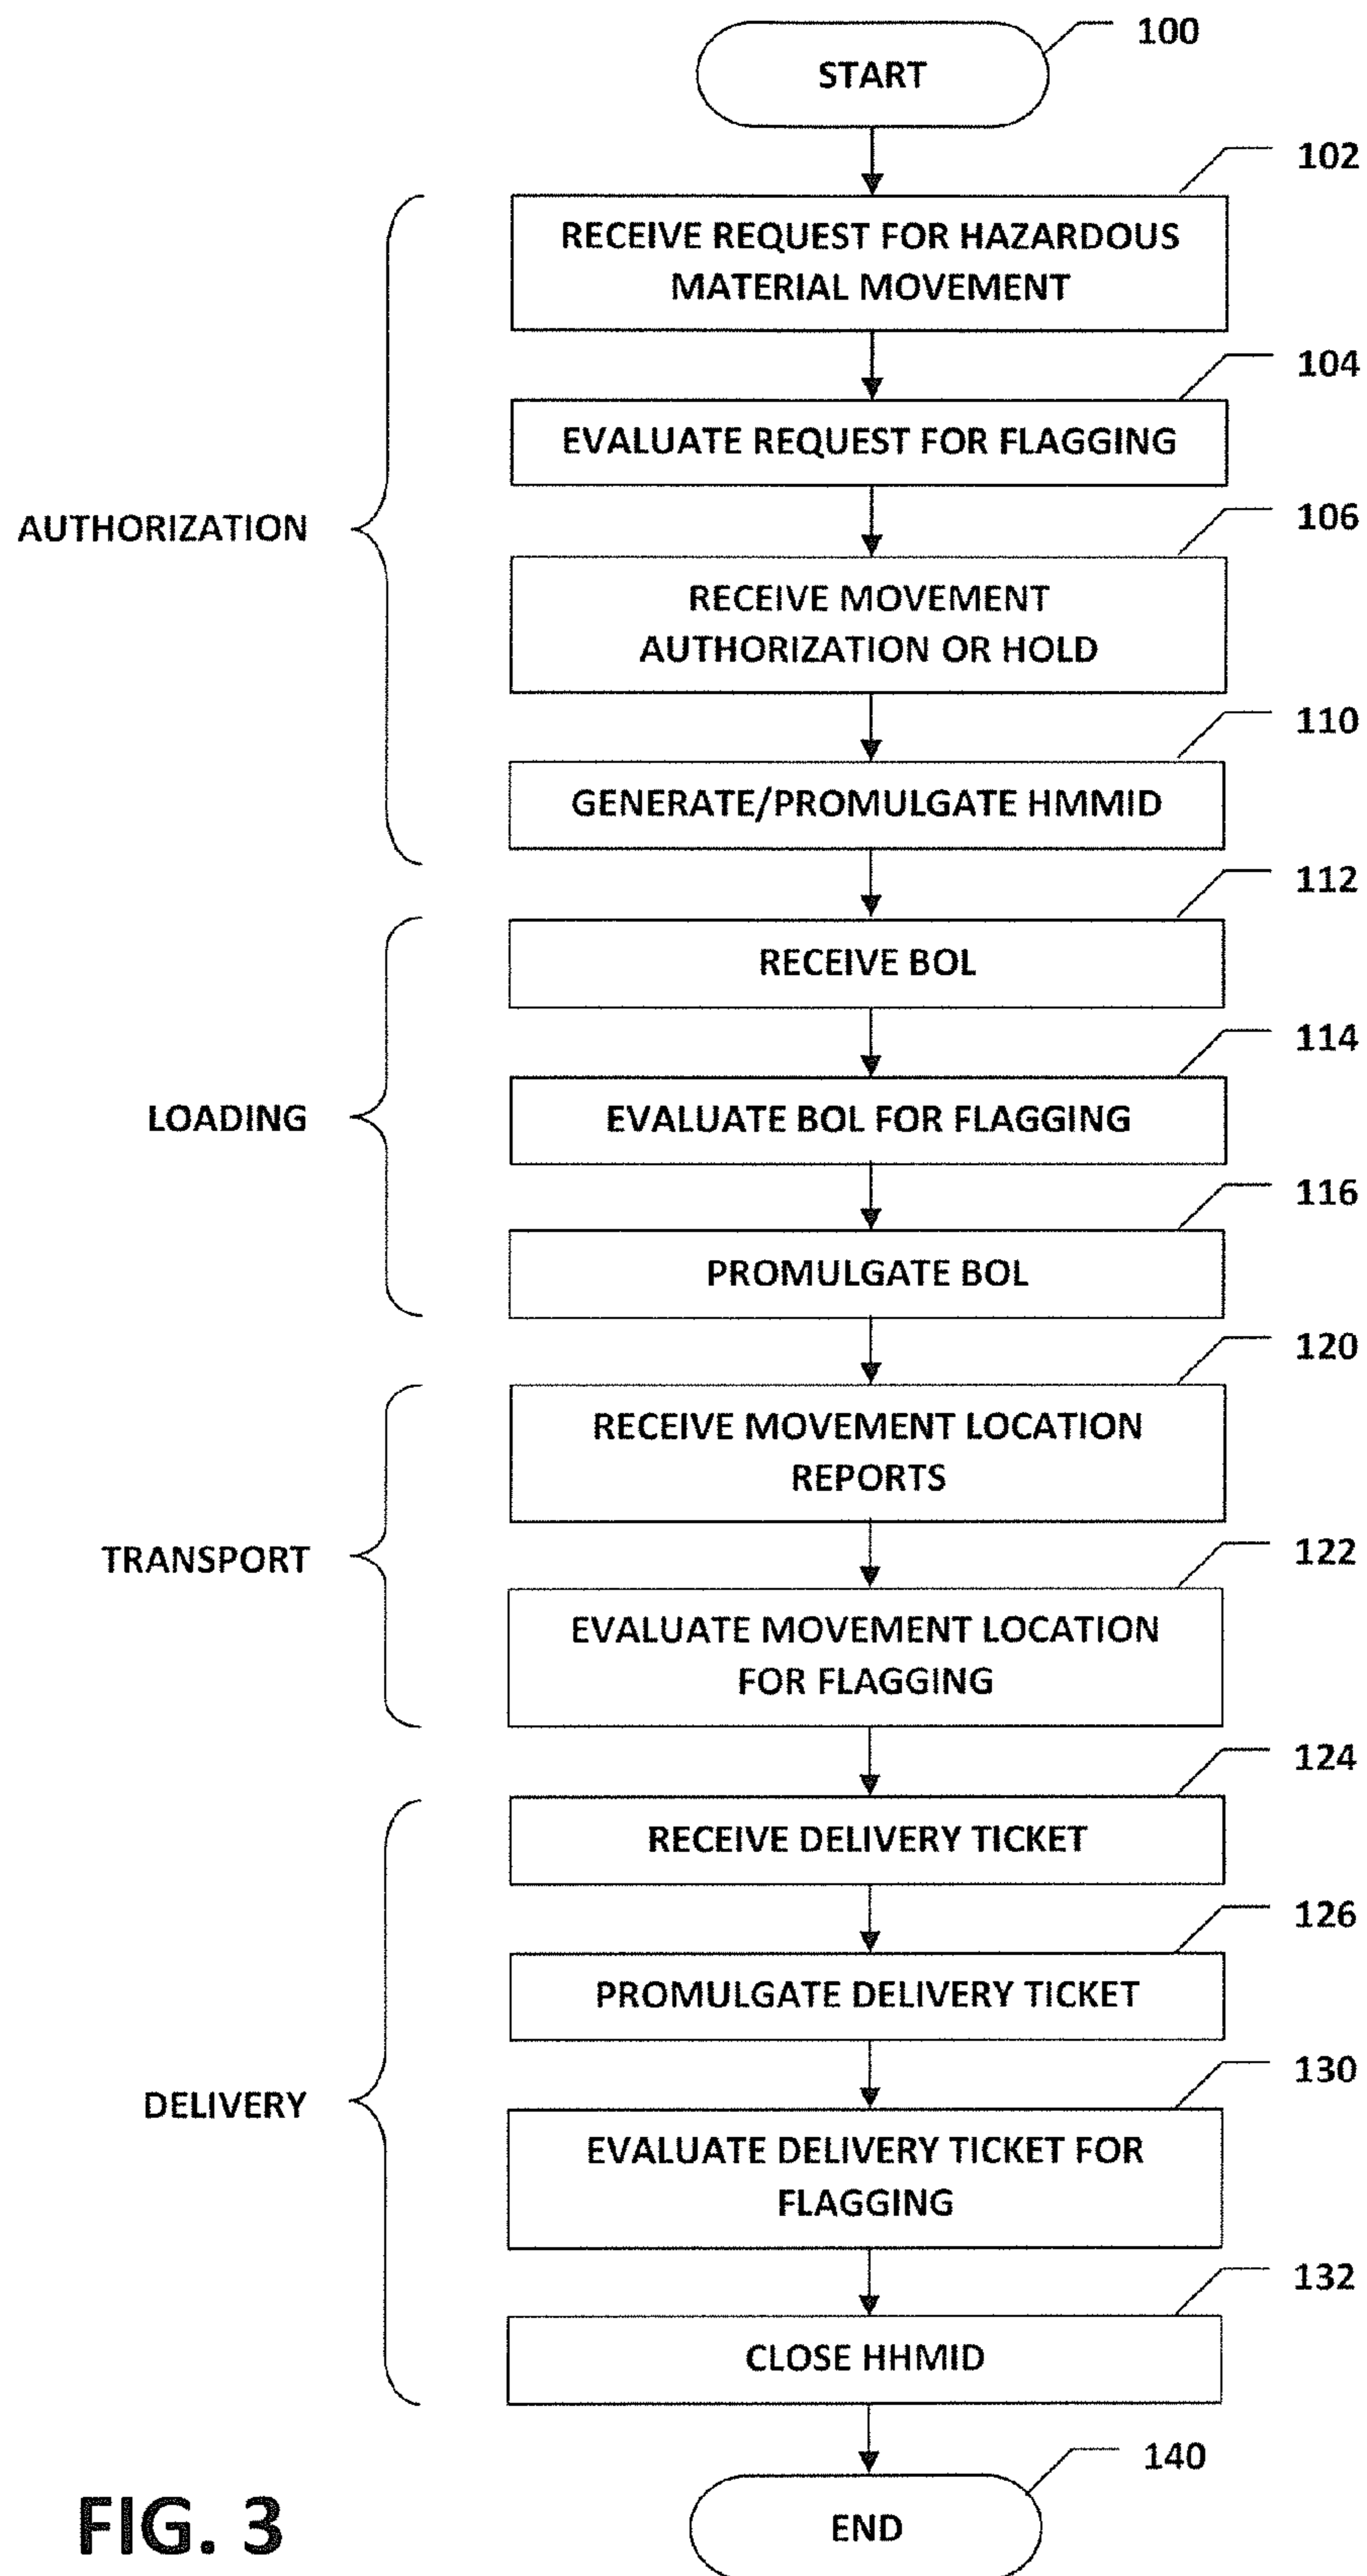 100
START
102
RECEIVE REQUEST FOR HAZARDOUS
MATERIAL MOVEMENT
104
EVALUATE REQUEST FOR FLAGGING
AUTHORIZATION
106
RECEIVE MOVEMENT
AUTHORIZATION OR HOLD
110
GENERATE/PROMULGATE HMMID
112
RECEIVE BOL
114
LOADING
EVALUATE BOL FOR FLAGGING
116
PROMULGATE BOL
120
RECEIVE MOVEMENT LOCATION
REPORTS
TRANSPORT
122
EVALUATE MOVEMENT LOCATION
FOR FLAGGING
124
RECEIVE DELIVERY TICKET
126
PROMULGATE DELIVERY TICKET
DELIVERY
130
EVALUATE DELIVERY TICKET FOR
FLAGGING
132
CLOSE HHMID
140
END
FIG. 3